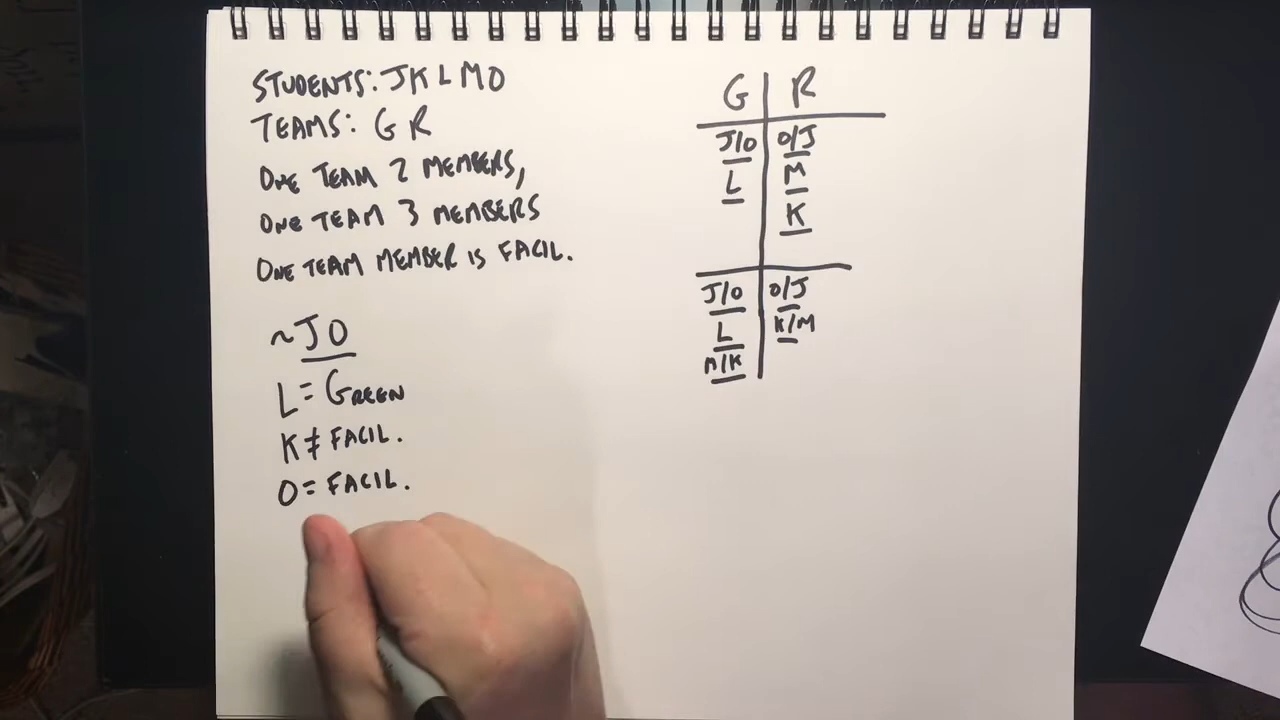 STUDENTS: J K L M O
TEAMS: G R
ONE TEAM 2 MEMBERS,
ONE TEAM 3 MEMBERS
ONE TEAM MEMBER IS FACIL.
~JO
L = GREEN
K ≠ FACIL.
O = FACIL.
G R
J/O O/J
L M
K
J/O O/J
L K/M
M/K